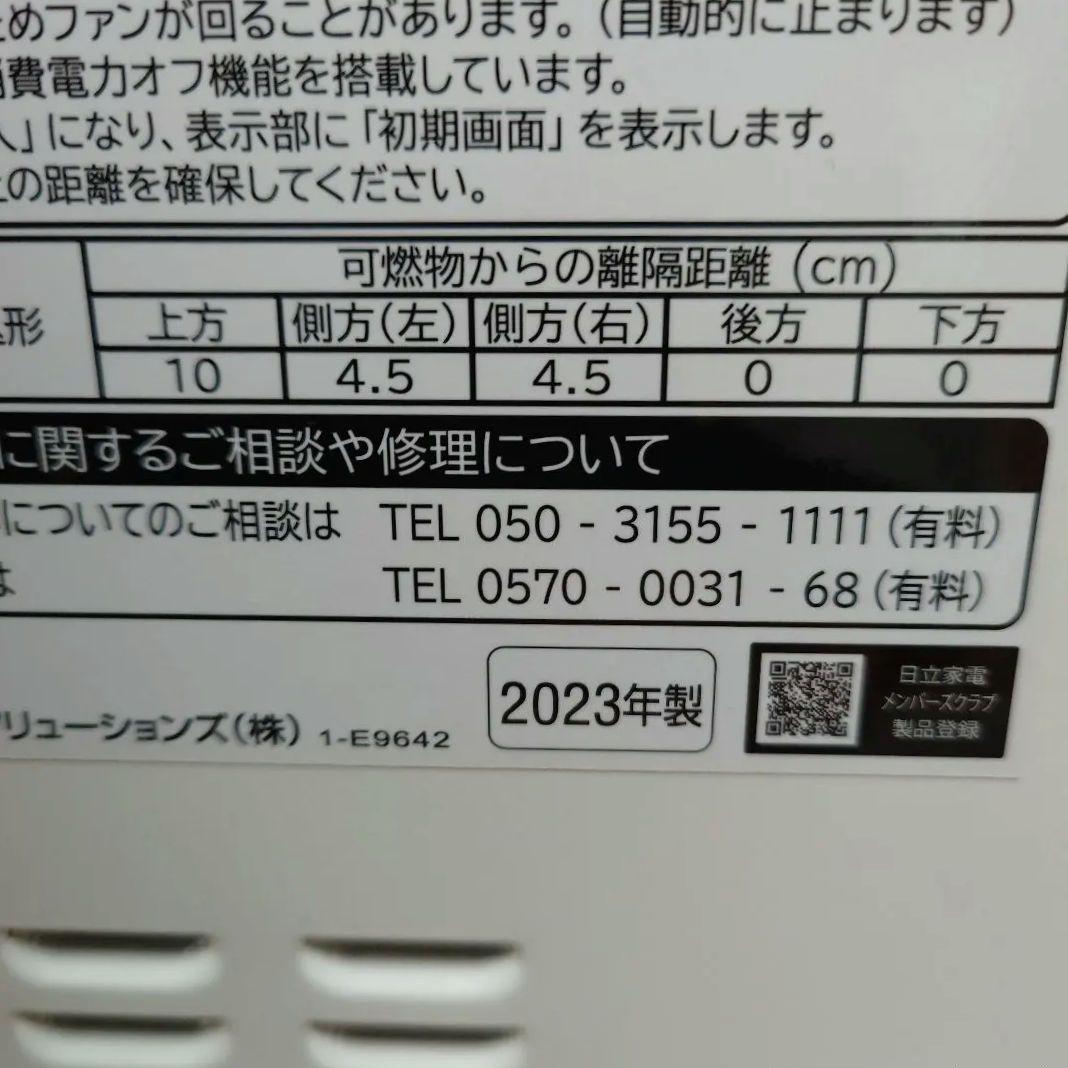 ためファンが回ることがあります。（自動的に止まります）
消費電力オフ機能を搭載しています。
」になり、表示部に「初期画面」を表示します。
の距離を確保してください。
可燃物からの離隔距離（cm）
形 上方 側方（左） 側方（右） 後方 下方
10 4.5 4.5 0 0
に関するご相談や修理について
についてのご相談は TEL 050 - 3155 - 1111（有料）
は TEL 0570 - 0031 - 68（有料）
リューションズ（株） 1-E9642
2023年製
日立家電
メンバーズクラブ
製品登録